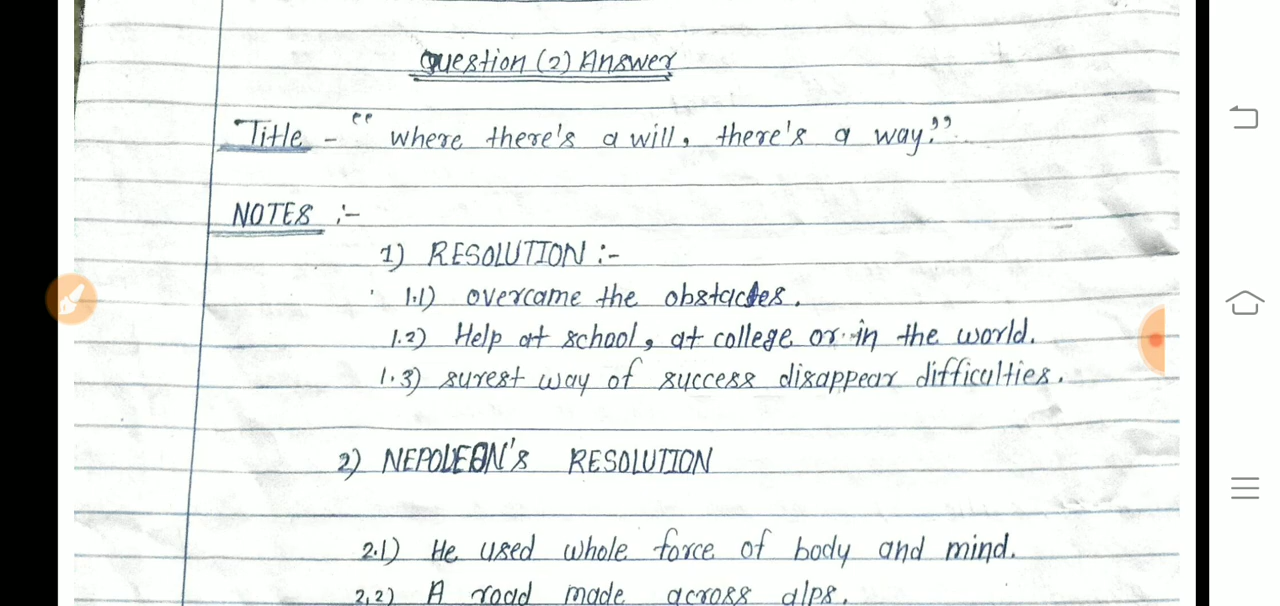 Question (2) Answer
Title - "where there's a will, there's a way."
NOTES :-
1) RESOLUTION :-
1.1) overcame the obstacles.
1.2) Help at school, at college or in the world.
1.3) surest way of success disappear difficulties.
2) NEPOLEON'S RESOLUTION
2.1) He used whole force of body and mind.
2.2) A road made across alps.